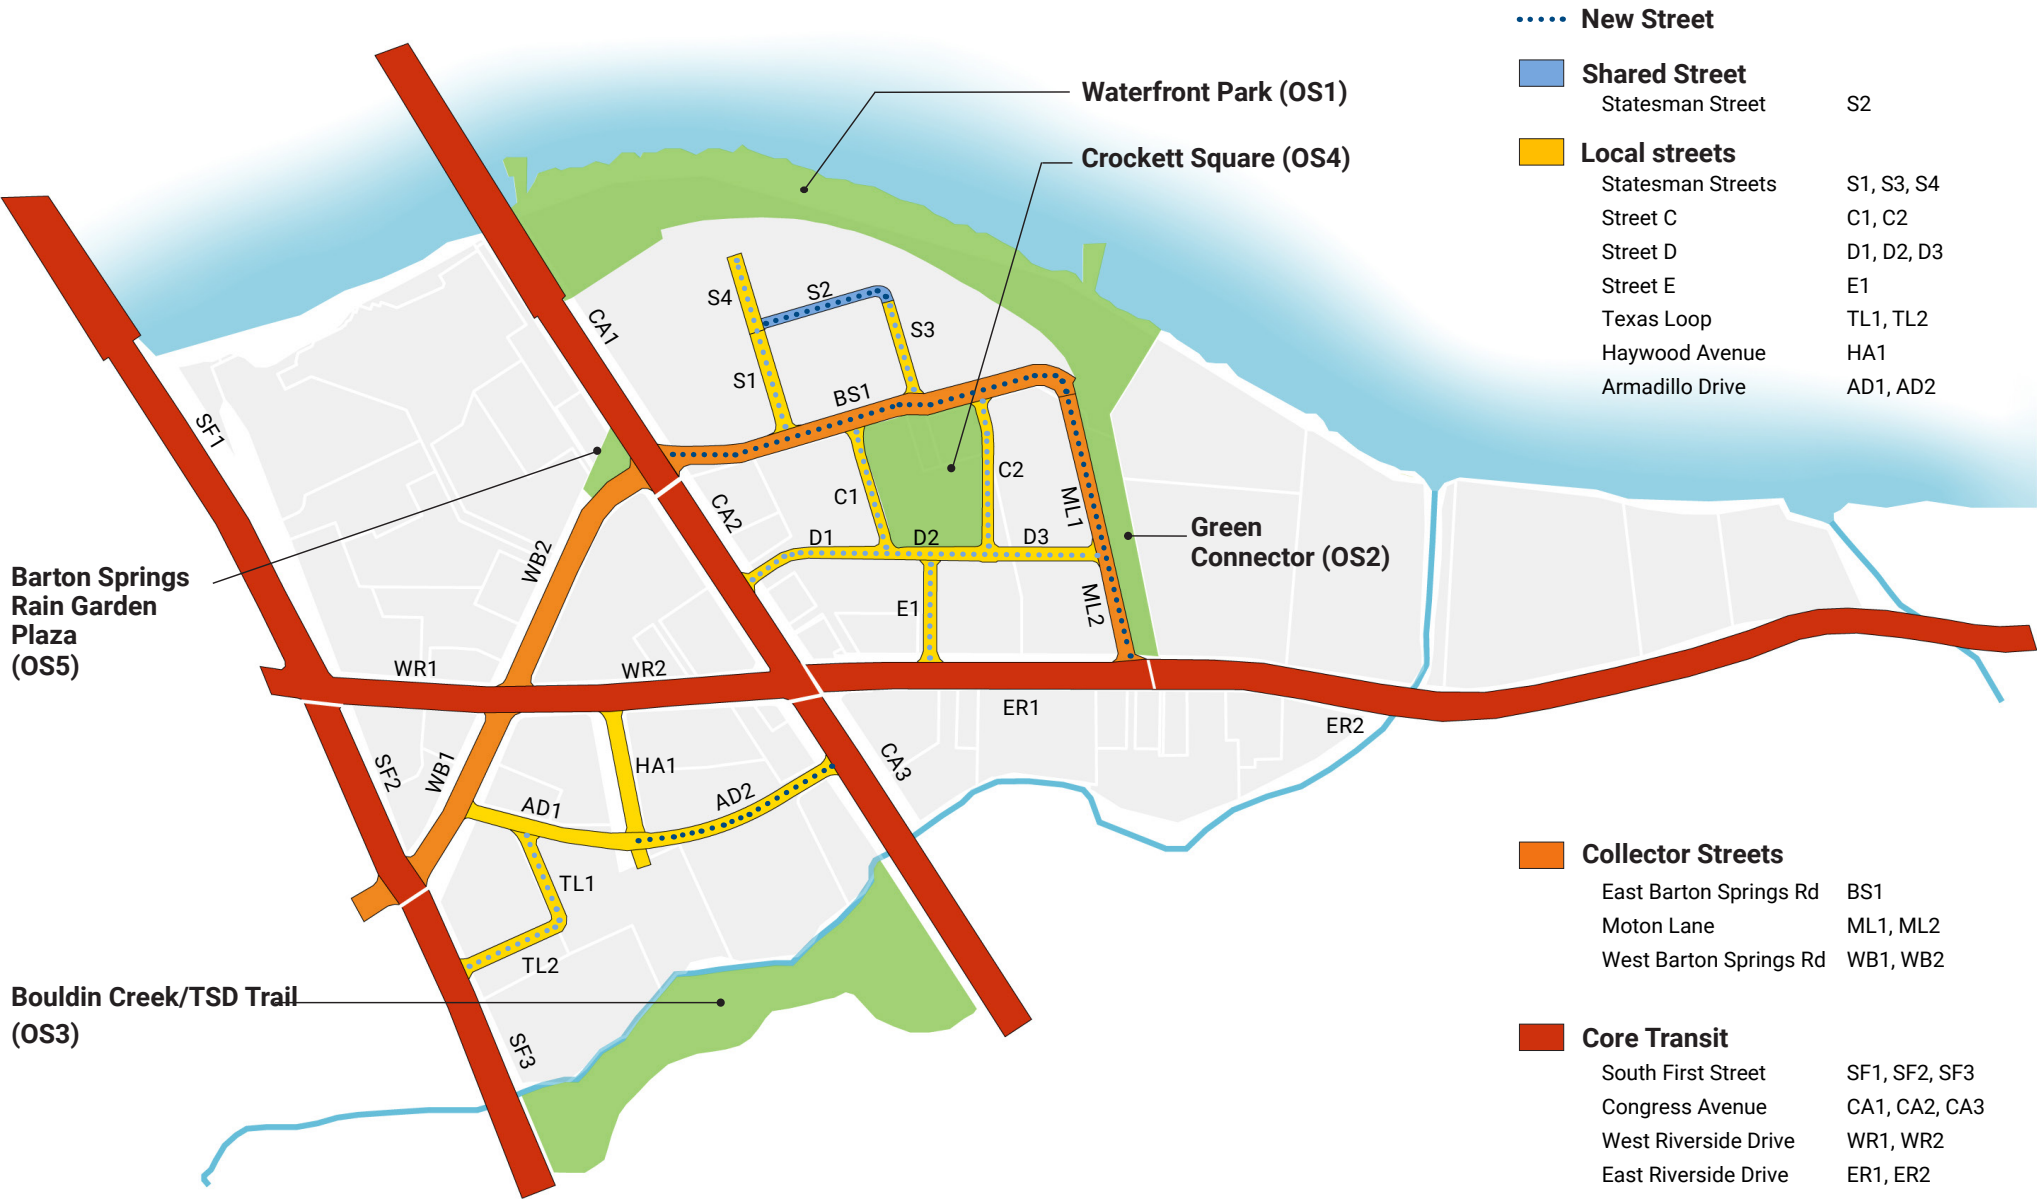 New Street
Shared Street
Statesman Street S2
Local streets
Statesman Streets S1, S3, S4
Street C C1, C2
Street D D1, D2, D3
Street E E1
Texas Loop TL1, TL2
Haywood Avenue HA1
Armadillo Drive AD1, AD2
Waterfront Park (OS1)
Crockett Square (OS4)
S4
S2
CA1
S3
S1
BS1
SF1
C2
C1
CA2
ML1
D1
D2
D3
Green
Connector (OS2)
WB2
Barton Springs
Rain Garden
Plaza
(OS5)
E1
ML2
WR1
WR2
ER1
ER2
SF2
WB1
HA1
CA3
AD1
AD2
TL1
TL2
Bouldin Creek/TSD Trail
(OS3)
SF3
Collector Streets
East Barton Springs Rd BS1
Moton Lane ML1, ML2
West Barton Springs Rd WB1, WB2
Core Transit
South First Street SF1, SF2, SF3
Congress Avenue CA1, CA2, CA3
West Riverside Drive WR1, WR2
East Riverside Drive ER1, ER2